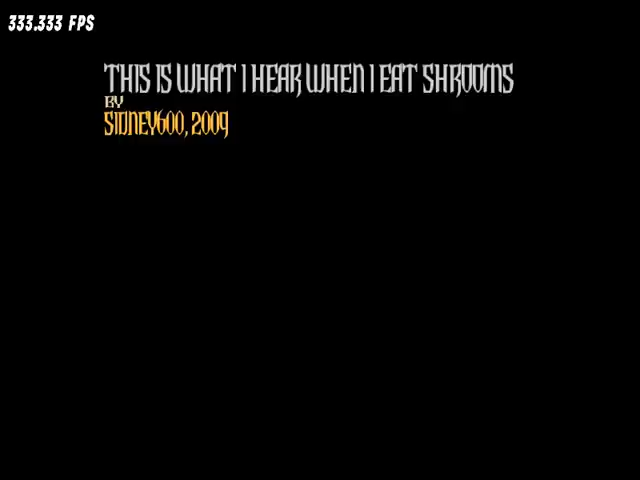 333.333 FPS
THIS IS WHAT I HEAR WHEN I EAT SHROOMS
BY
SIDNEY600, 2009